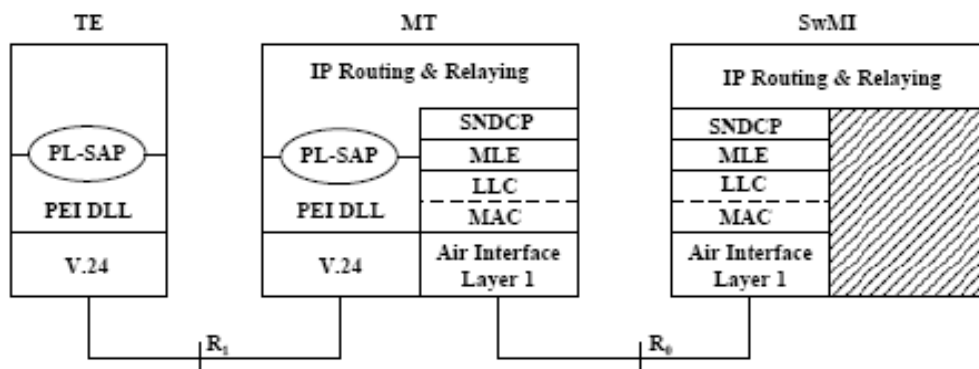 TE
MT
SwMI
IP Routing & Relaying
IP Routing & Relaying
SNDCP
SNDCP
PL-SAP
PL-SAP
MLE
MLE
LLC
LLC
PEI DLL
PEI DLL
MAC
MAC
V.24
V.24
Air Interface
Layer 1
Air Interface
Layer 1
R₁
R₀